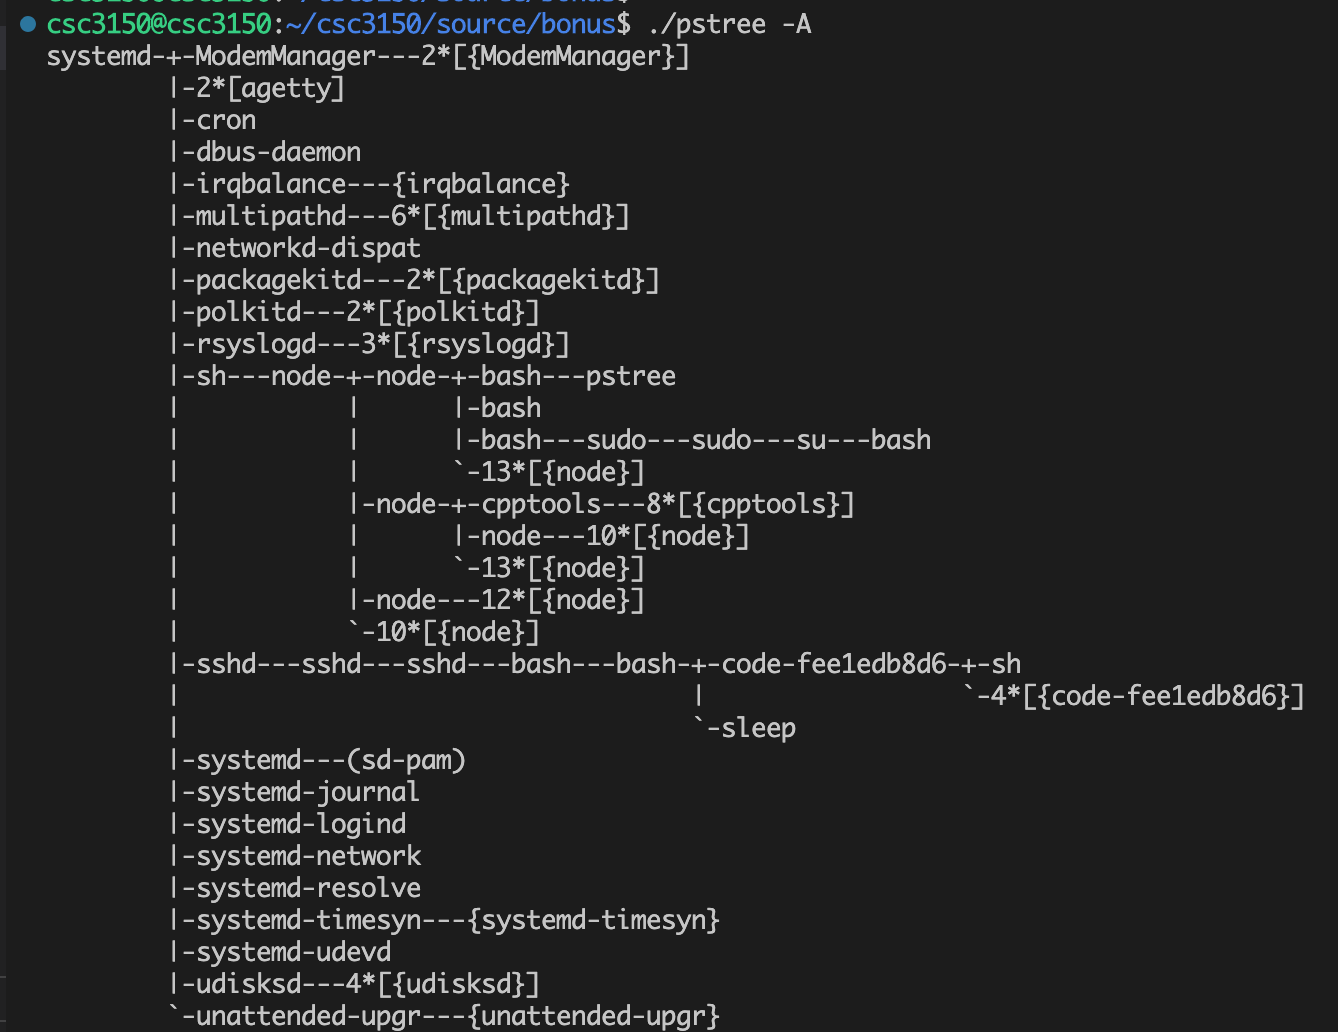 csc3150@csc3150:~/csc3150/source/bonus$ ./pstree -A
systemd-+-ModemManager---2*[{ModemManager}]
        |-2*[agetty]
        |-cron
        |-dbus-daemon
        |-irqbalance---{irqbalance}
        |-multipathd---6*[{multipathd}]
        |-networkd-dispat
        |-packagekitd---2*[{packagekitd}]
        |-polkitd---2*[{polkitd}]
        |-rsyslogd---3*[{rsyslogd}]
        |-sh---node-+-node-+-bash---pstree
        |           |      |-bash
        |           |      |-bash---sudo---sudo---su---bash
        |           |      `-13*[{node}]
        |           |-node-+-cpptools---8*[{cpptools}]
        |           |      |-node---10*[{node}]
        |           |      `-13*[{node}]
        |           |-node---12*[{node}]
        |           `-10*[{node}]
        |-sshd---sshd---sshd---bash---bash-+-code-fee1edb8d6-+-sh
        |                                  |                 `-4*[{code-fee1edb8d6}]
        |                                  `-sleep
        |-systemd---(sd-pam)
        |-systemd-journal
        |-systemd-logind
        |-systemd-network
        |-systemd-resolve
        |-systemd-timesyn---{systemd-timesyn}
        |-systemd-udevd
        |-udisksd---4*[{udisksd}]
        `-unattended-upgr---{unattended-upgr}